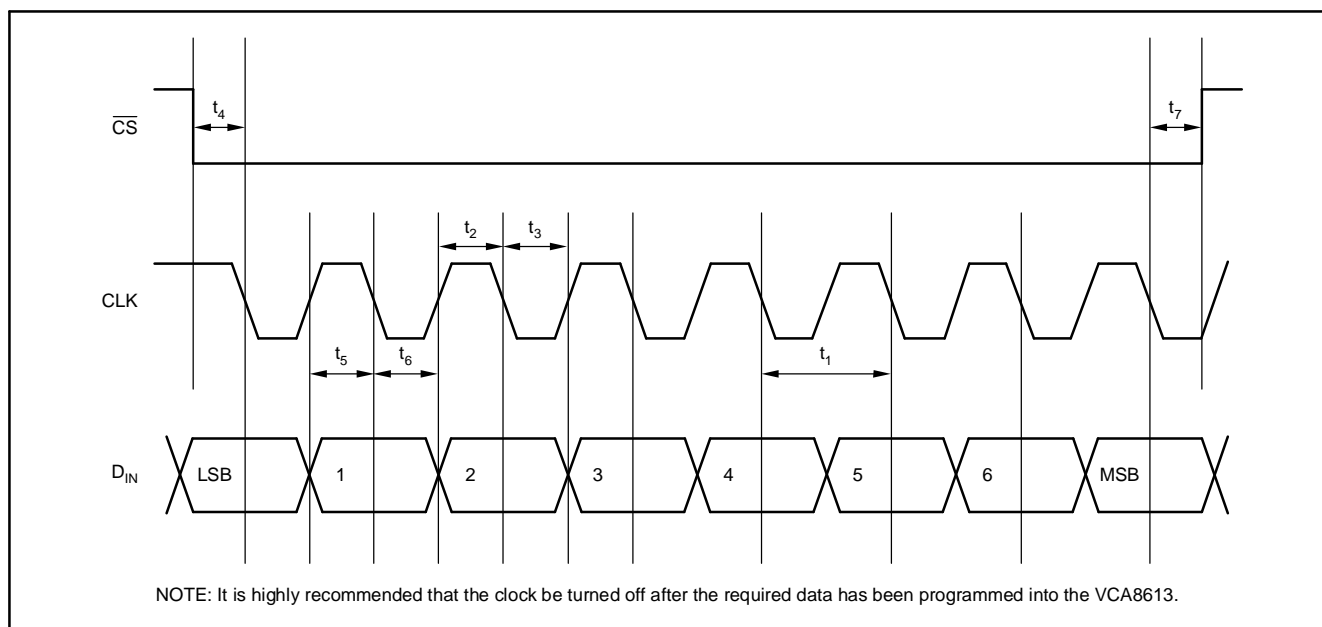 t4
t7
CS
t2
t3
CLK
t5
t6
t1
DIN
LSB
1
2
3
4
5
6
MSB
NOTE: It is highly recommended that the clock be turned off after the required data has been programmed into the VCA8613.